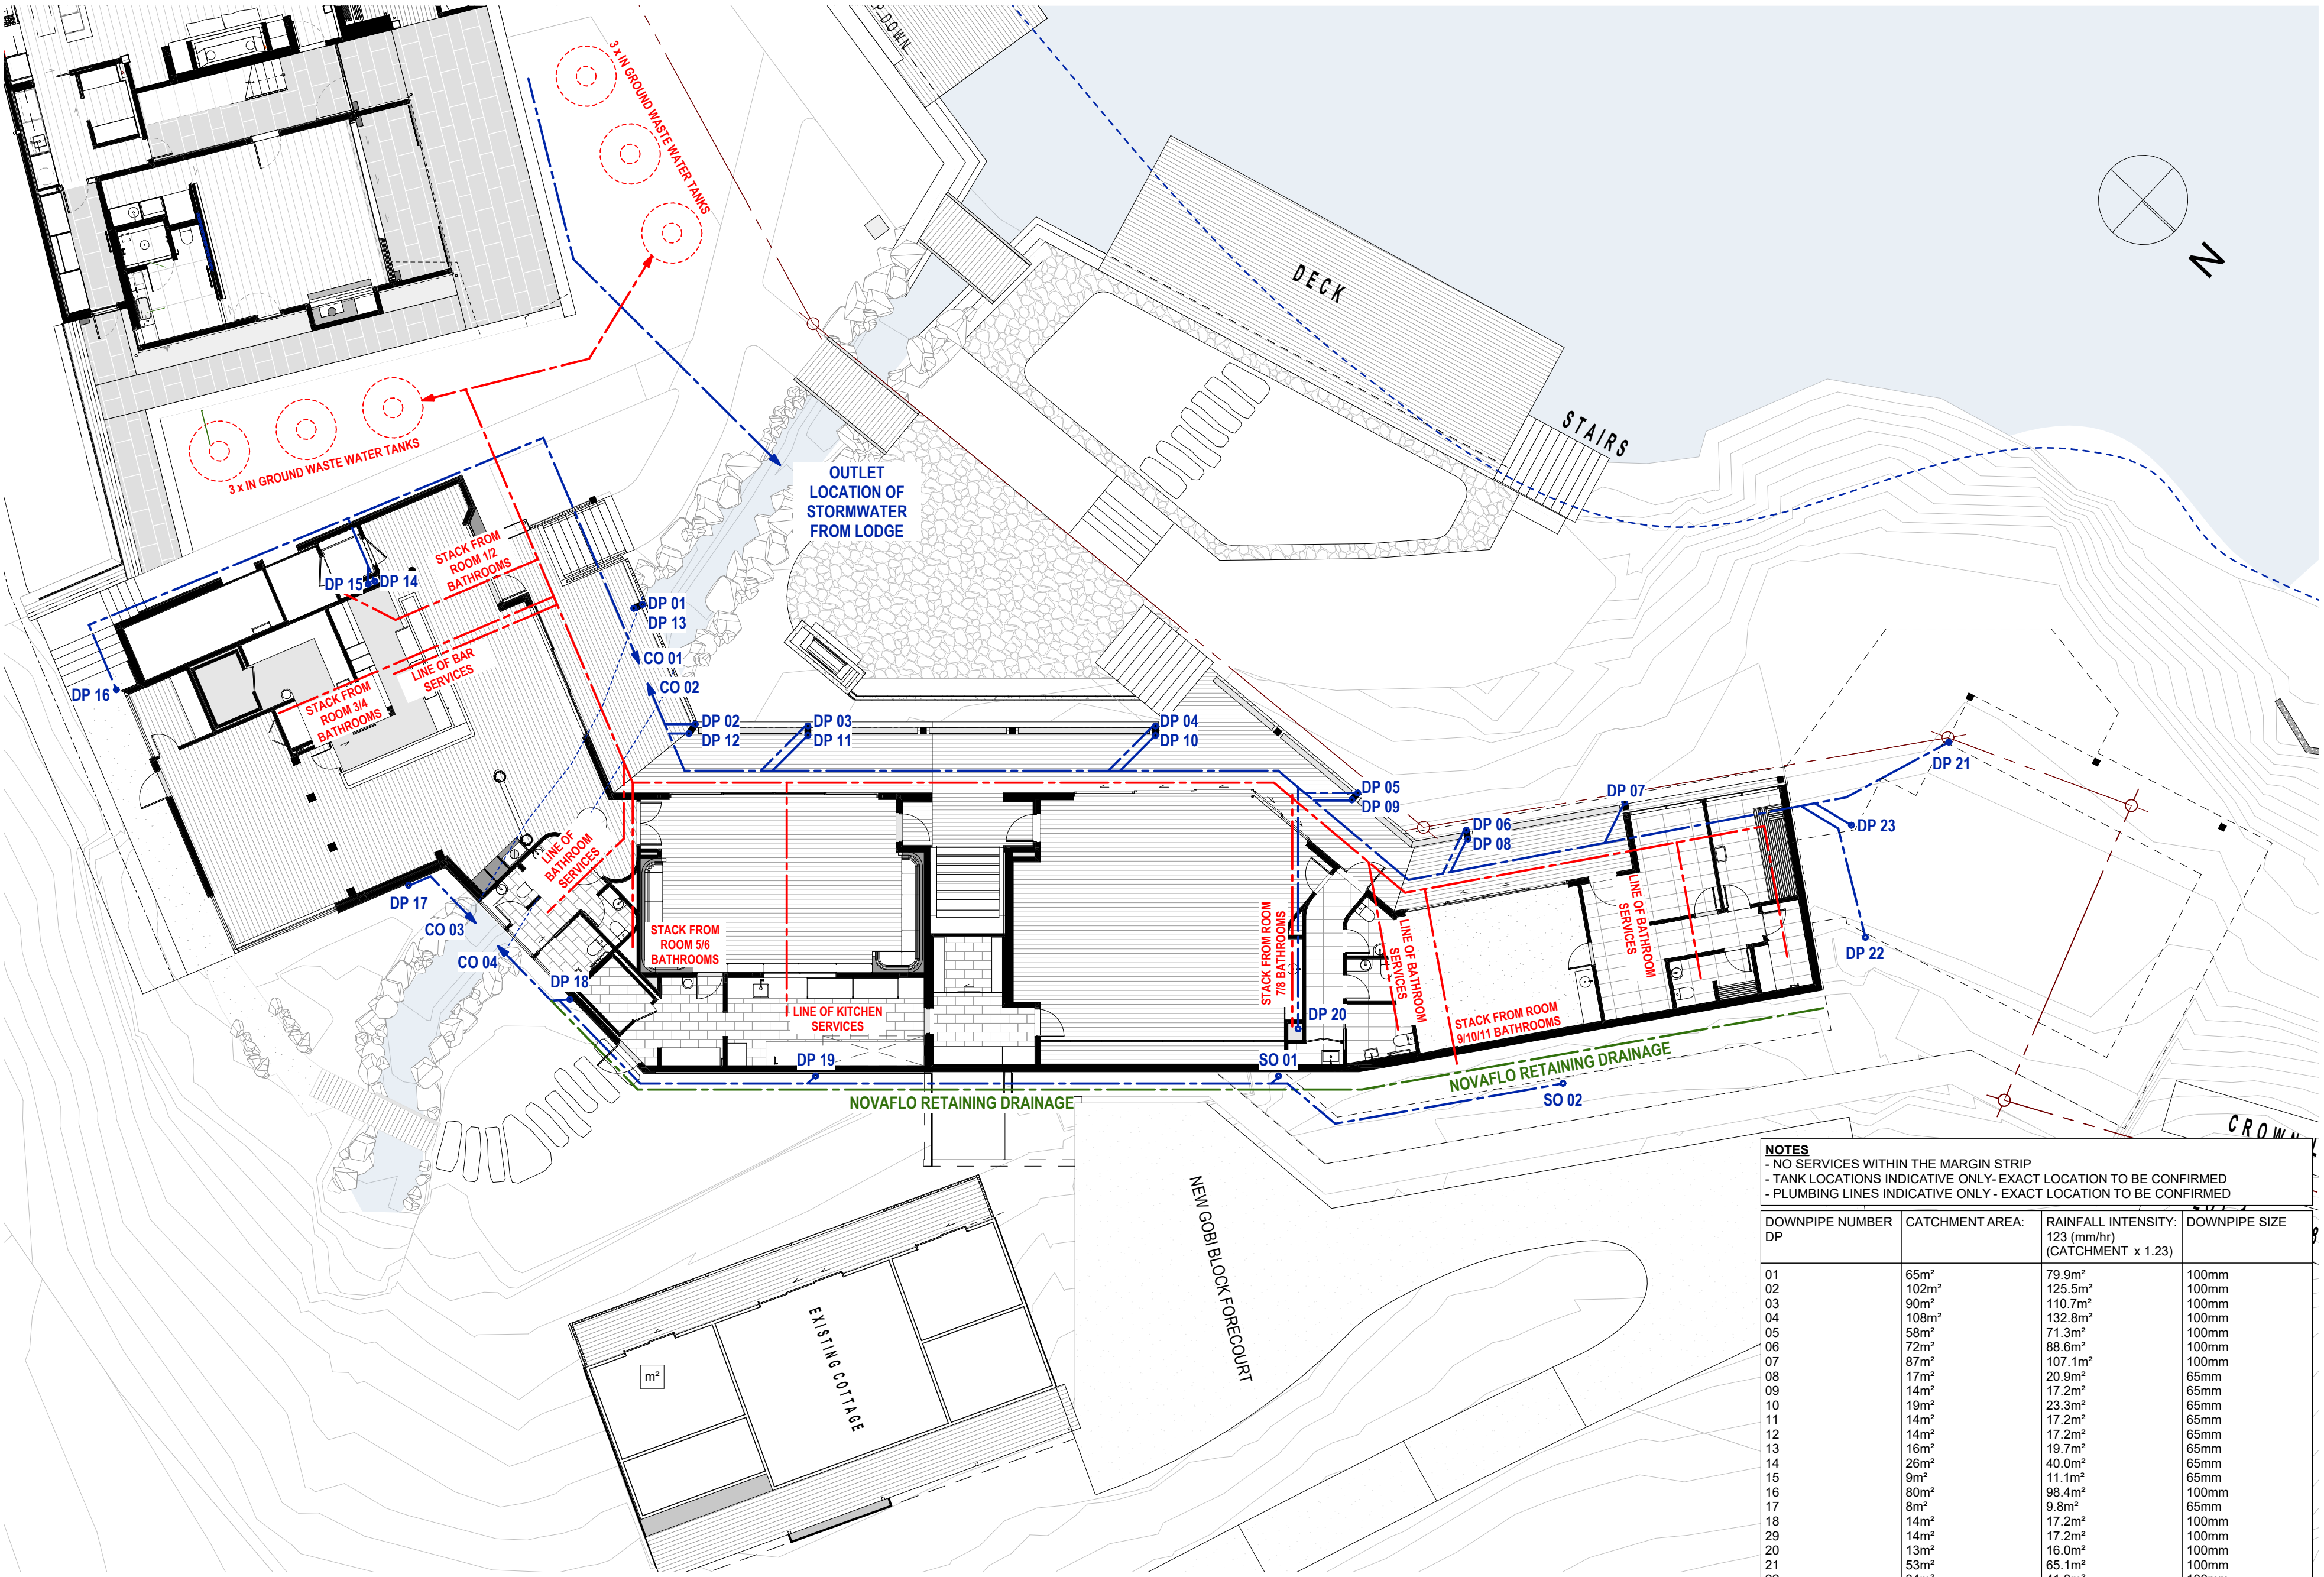 P DOWN
3 x IN GROUND WASTE WATER TANKS
N
DECK
STAIRS
3 x IN GROUND WASTE WATER TANKS
OUTLET
LOCATION OF
STORMWATER
FROM LODGE
STACK FROM
ROOM 1/2
BATHROOMS
DP 15
DP 14
DP 01
DP 13
CO 01
CO 02
LINE OF BAR
SERVICES
STACK FROM
ROOM 3/4
BATHROOMS
DP 16
DP 02
DP 12
DP 03
DP 11
DP 04
DP 10
DP 05
DP 09
DP 06
DP 08
DP 07
DP 21
DP 23
DP 22
LINE OF
BATHROOM
SERVICES
DP 17
CO 03
CO 04
DP 18
STACK FROM
ROOM 5/6
BATHROOMS
LINE OF KITCHEN
SERVICES
STACK FROM ROOM
7/8 BATHROOMS
LINE OF BATHROOM
SERVICES
LINE OF BATHROOM
SERVICES
STACK FROM ROOM
9/10/11 BATHROOMS
DP 20
DP 19
SO 01
SO 02
NOVAFLO RETAINING DRAINAGE
NOVAFLO RETAINING DRAINAGE
NEW GOBI BLOCK FORECOURT
EXISTING COTTAGE
m²
CROWN
NOTES
- NO SERVICES WITHIN THE MARGIN STRIP
- TANK LOCATIONS INDICATIVE ONLY- EXACT LOCATION TO BE CONFIRMED
- PLUMBING LINES INDICATIVE ONLY - EXACT LOCATION TO BE CONFIRMED
DOWNPIPE NUMBER DP CATCHMENT AREA: RAINFALL INTENSITY: 123 (mm/hr) (CATCHMENT x 1.23) DOWNPIPE SIZE
01 65m² 79.9m² 100mm
02 102m² 125.5m² 100mm
03 90m² 110.7m² 100mm
04 108m² 132.8m² 100mm
05 58m² 71.3m² 100mm
06 72m² 88.6m² 100mm
07 87m² 107.1m² 100mm
08 17m² 20.9m² 65mm
09 14m² 17.2m² 65mm
10 19m² 23.3m² 65mm
11 14m² 17.2m² 65mm
12 14m² 17.2m² 65mm
13 16m² 19.7m² 65mm
14 26m² 40.0m² 65mm
15 9m² 11.1m² 65mm
16 80m² 98.4m² 100mm
17 8m² 9.8m² 65mm
18 14m² 17.2m² 100mm
29 14m² 17.2m² 100mm
20 13m² 16.0m² 100mm
21 53m² 65.1m² 100mm